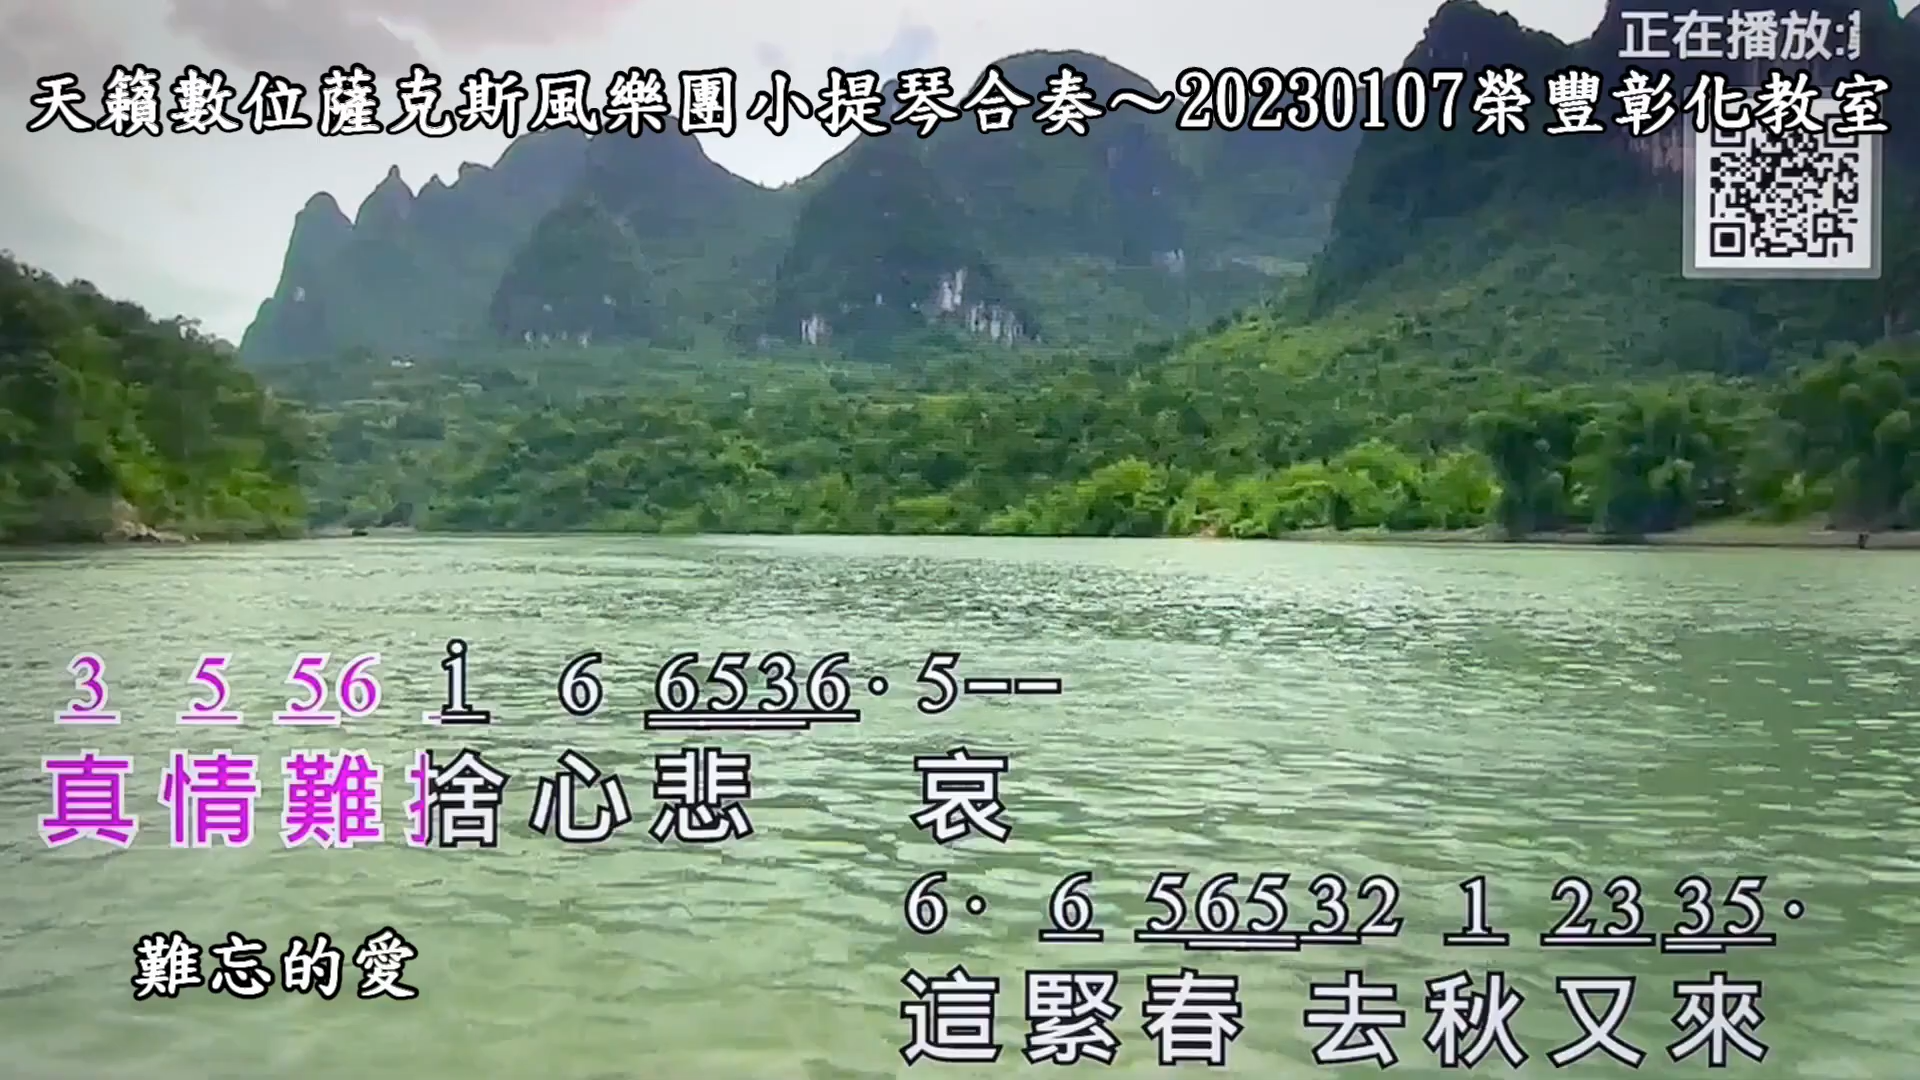 正在播放:
天籟數位薩克斯風樂團小提琴合奏～20230107榮豐彰化教室
3 5 56 i 6 6536· 5--
真情難捨心悲 哀
6· 6 56532 1 23 35·
難忘的愛
這緊春 去秋又來